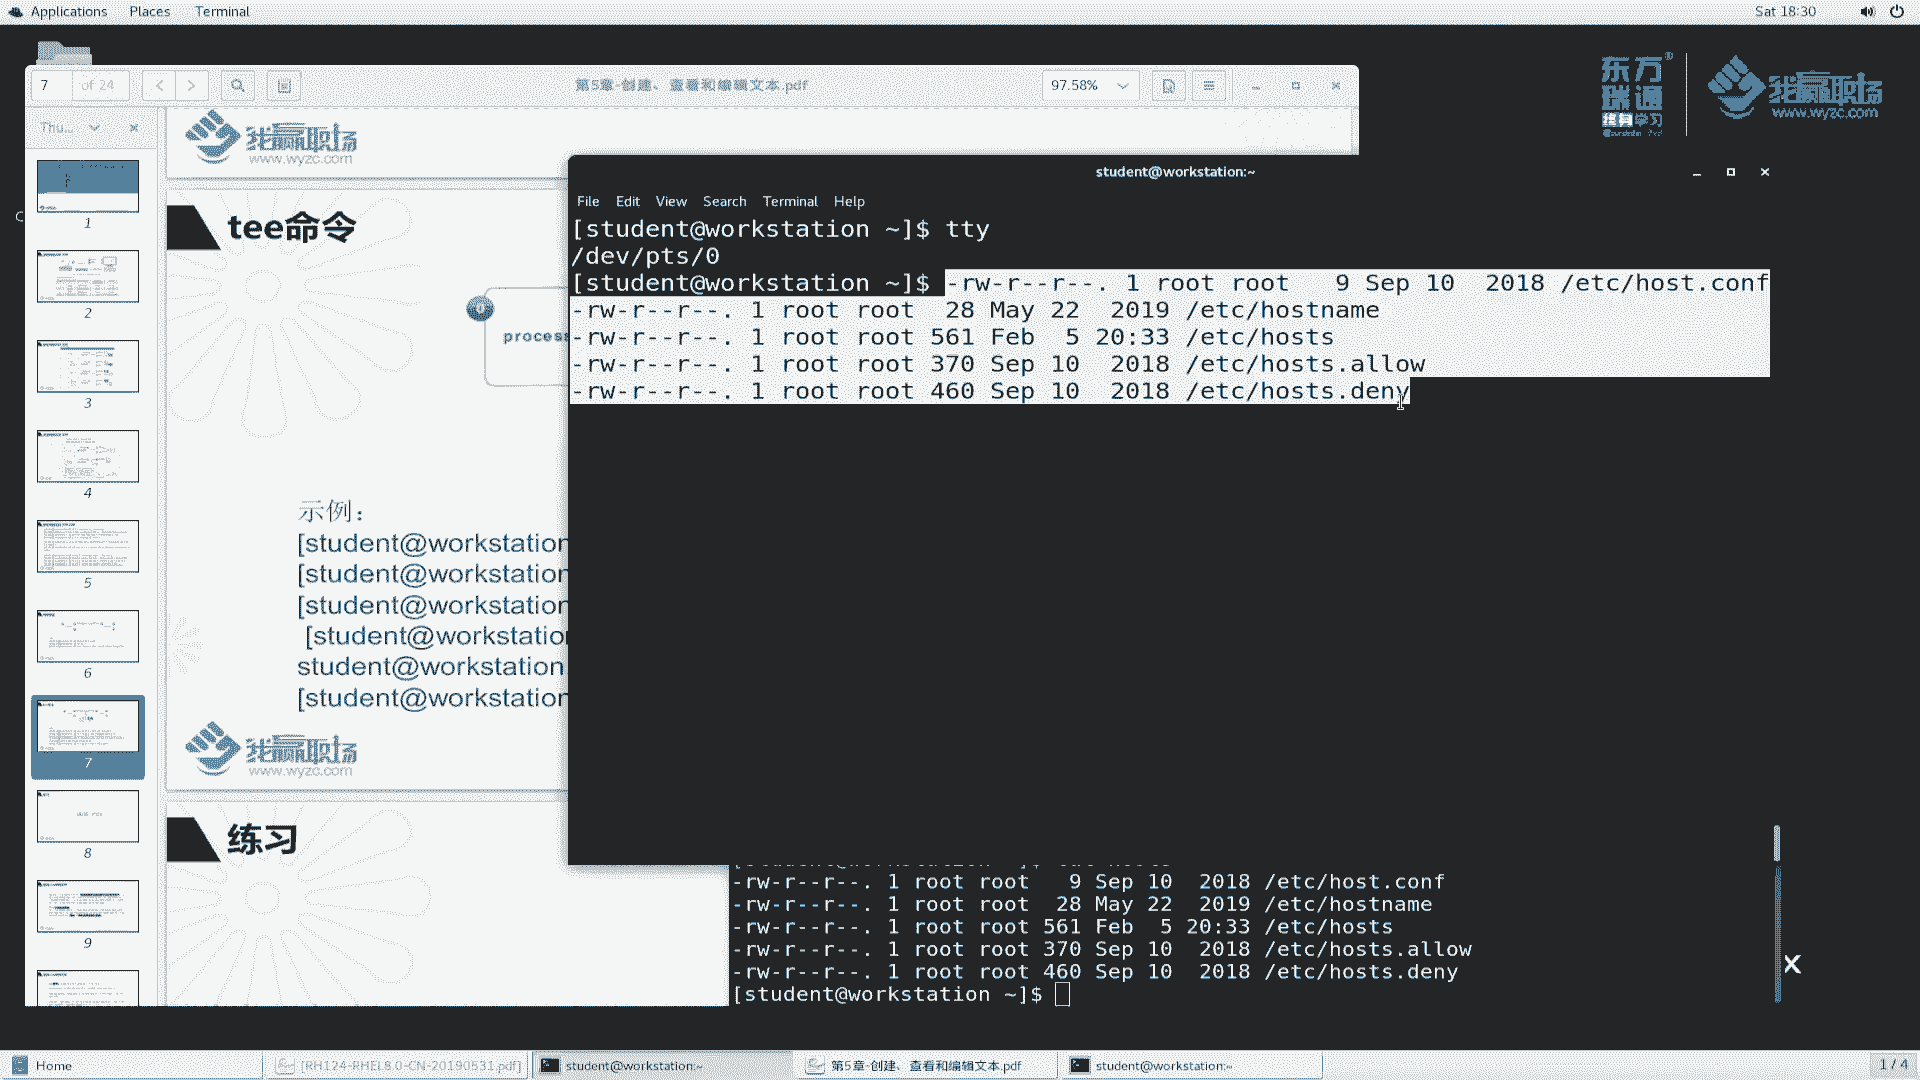 Applications Places Terminal
Sat 18:30
7 of 24
第5章-创建、查看和编辑文本.pdf
97.58%
东方瑞通
终身学习
我赢职场
www.wyzc.com
Thu...
1
2
3
4
5
6
7
8
9
我赢职场
www.wyzc.com
tee命令
process
示例：
[student@workstation
[student@workstation
[student@workstation
[student@workstatio
student@workstation
[student@workstation
我赢职场
www.wyzc.com
练习
student@workstation:~
File Edit View Search Terminal Help
[student@workstation ~]$ tty
/dev/pts/0
[student@workstation ~]$ -rw-r--r--. 1 root root   9 Sep 10  2018 /etc/host.conf
-rw-r--r--. 1 root root  28 May 22  2019 /etc/hostname
-rw-r--r--. 1 root root 561 Feb  5 20:33 /etc/hosts
-rw-r--r--. 1 root root 370 Sep 10  2018 /etc/hosts.allow
-rw-r--r--. 1 root root 460 Sep 10  2018 /etc/hosts.deny
-rw-r--r--. 1 root root   9 Sep 10  2018 /etc/host.conf
-rw-r--r--. 1 root root  28 May 22  2019 /etc/hostname
-rw-r--r--. 1 root root 561 Feb  5 20:33 /etc/hosts
-rw-r--r--. 1 root root 370 Sep 10  2018 /etc/hosts.allow
-rw-r--r--. 1 root root 460 Sep 10  2018 /etc/hosts.deny
[student@workstation ~]$
Home
[RH124-RHEL8.0-CN-20190531.pdf]
student@workstation:~
第5章-创建、查看和编辑文本.pdf
student@workstation:~
1 / 4